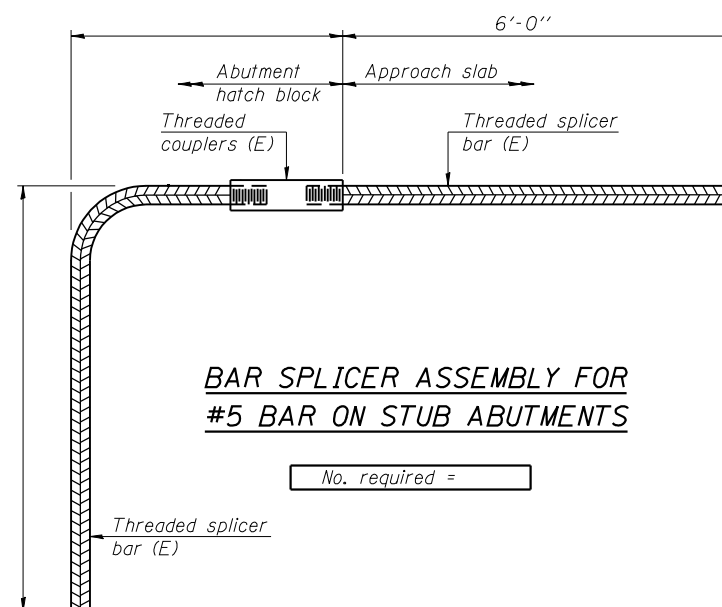 6'-0"
Abutment
hatch block
Approach slab
Threaded
couplers (E)
Threaded splicer
bar (E)
BAR SPLICER ASSEMBLY FOR
#5 BAR ON STUB ABUTMENTS
No. required =
Threaded splicer
bar (E)